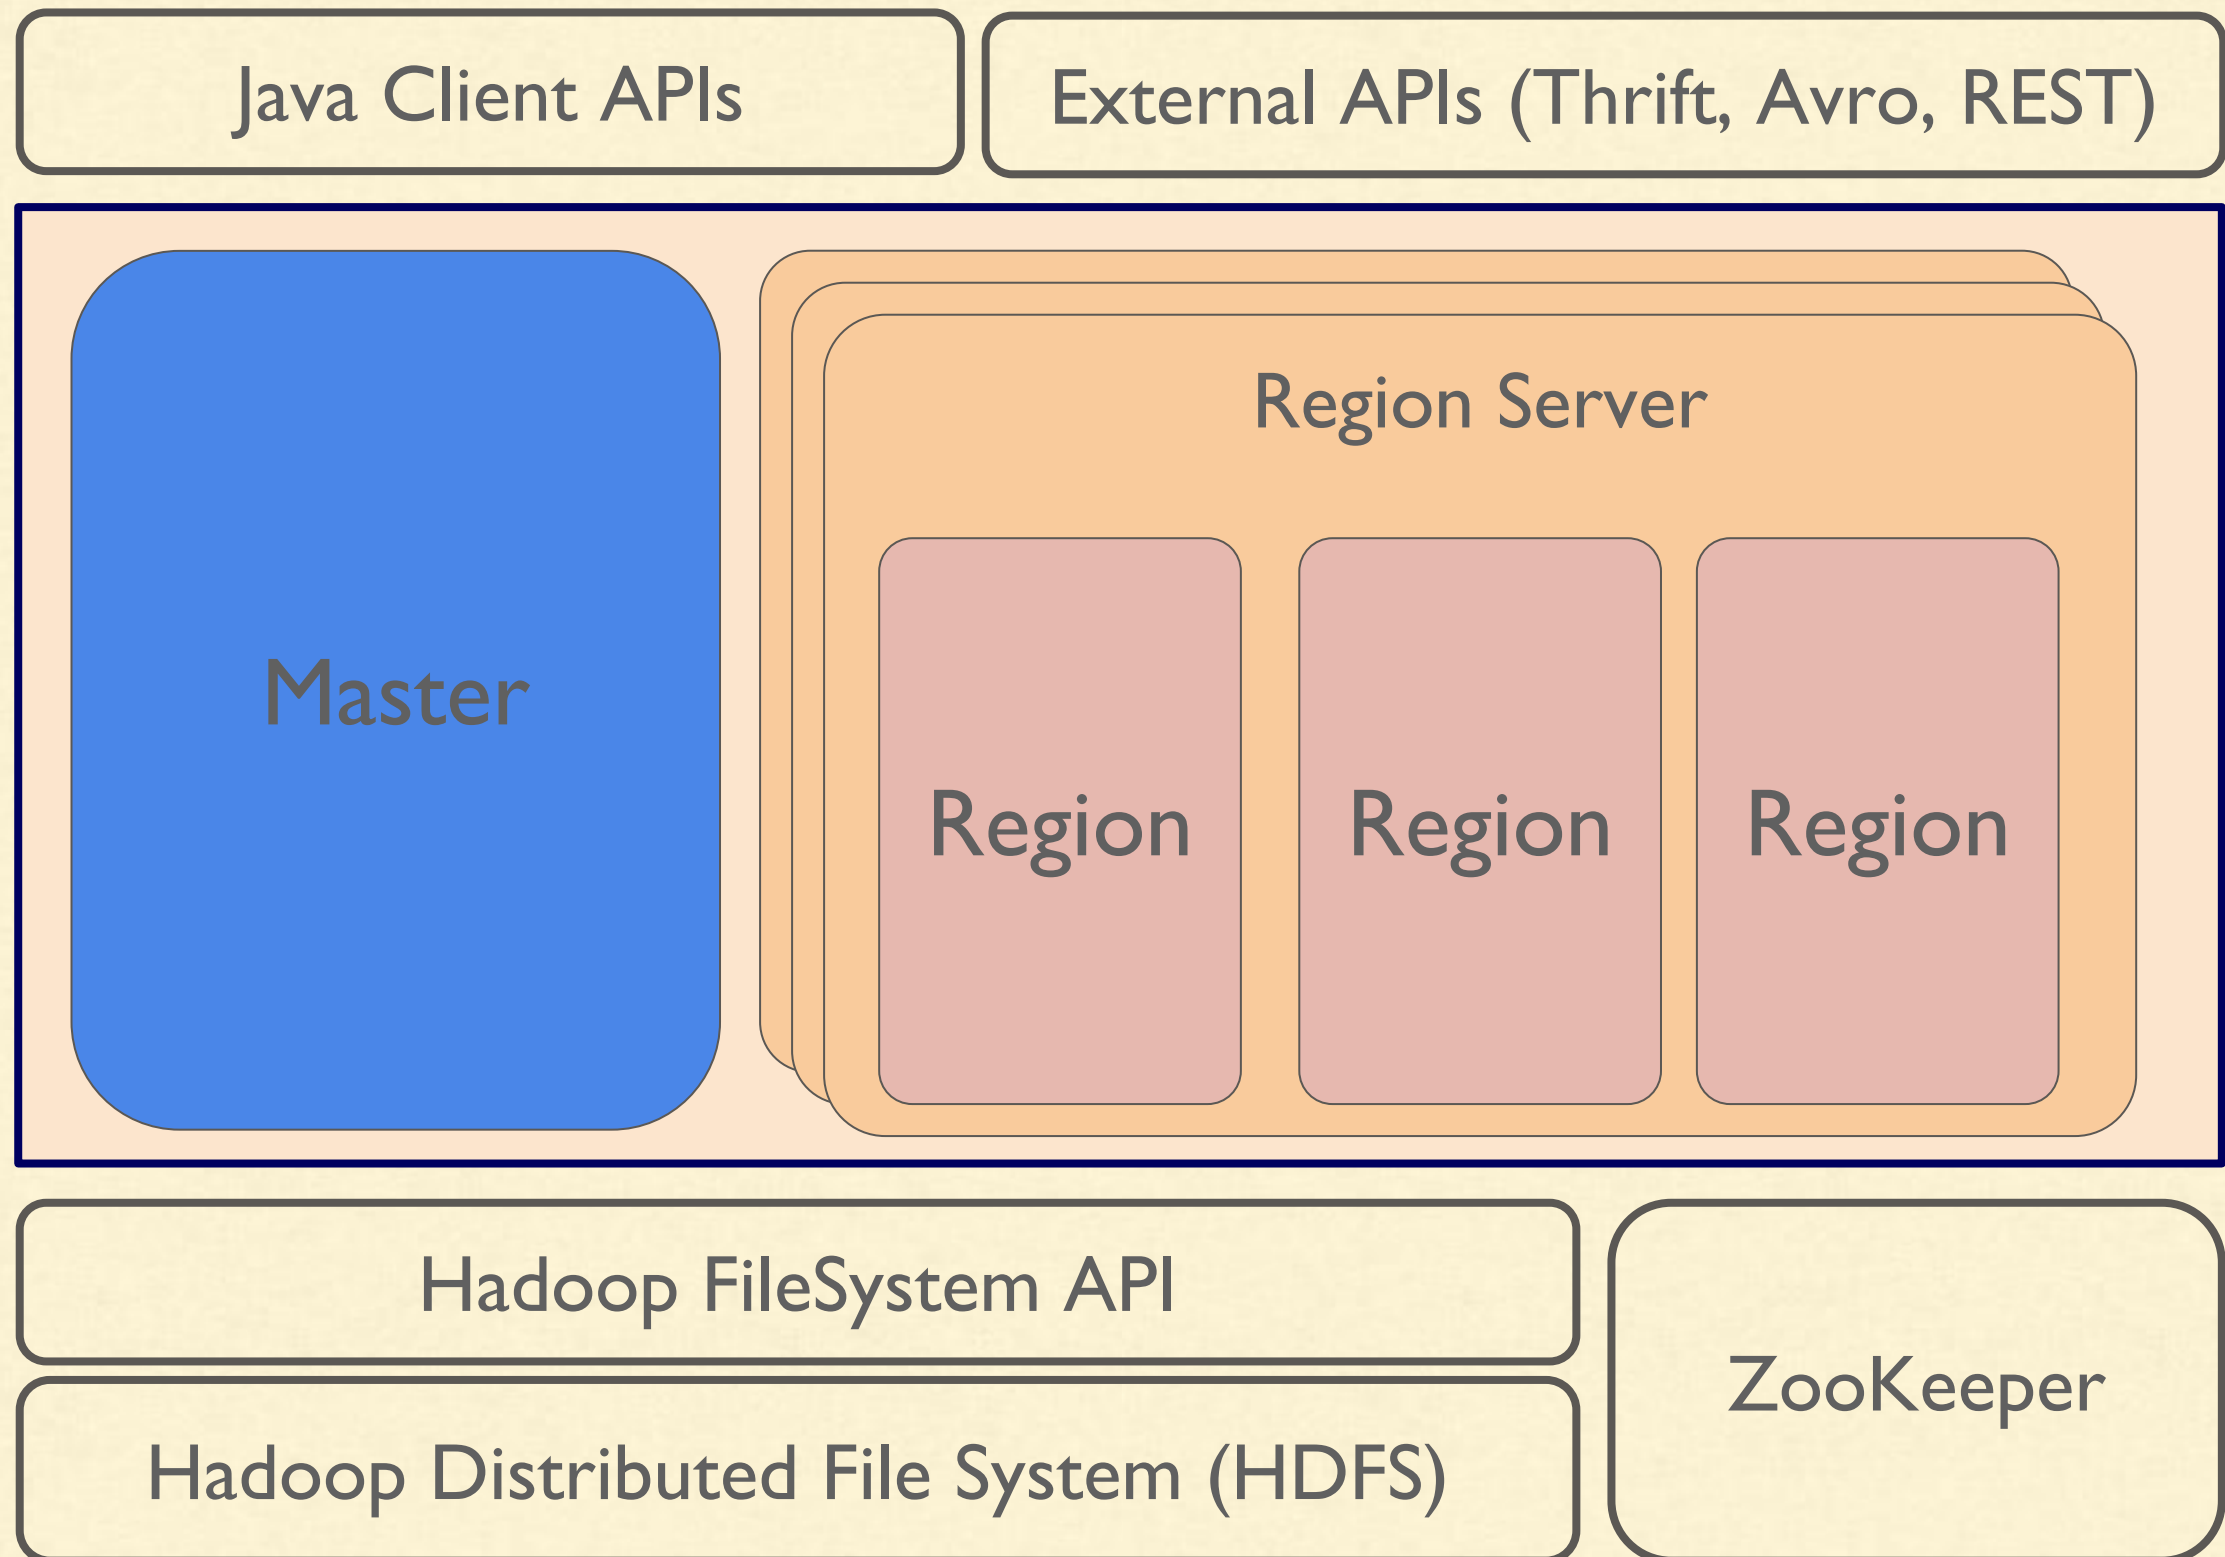 Java Client APIs
External APIs (Thrift, Avro, REST)
Region Server
Master
Region
Region
Region
Hadoop FileSystem API
ZooKeeper
Hadoop Distributed File System (HDFS)